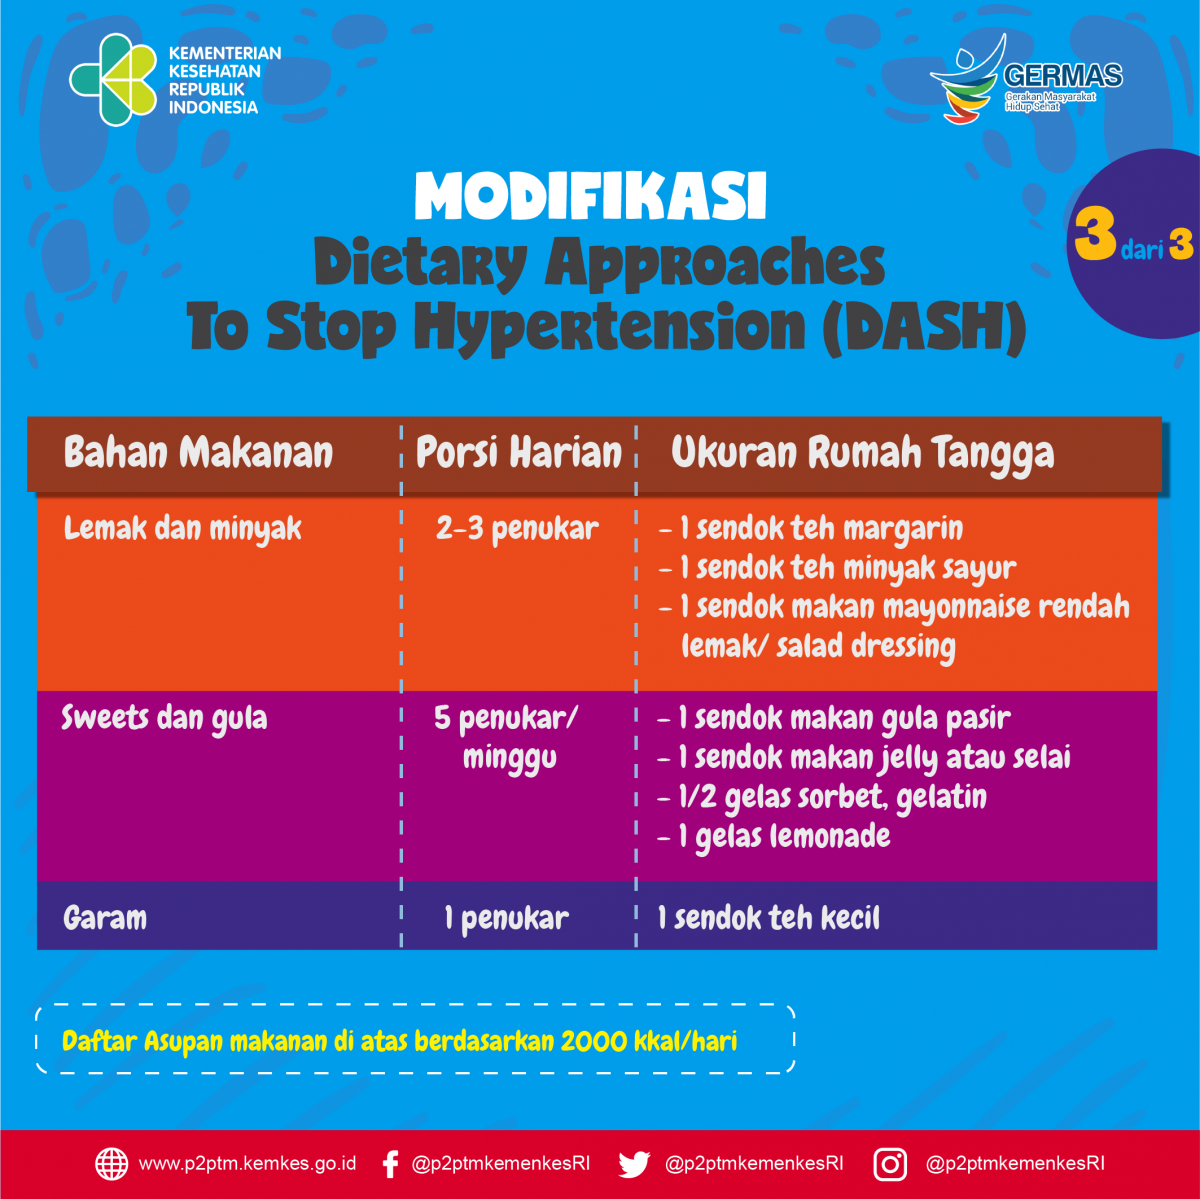 KEMENTERIAN
KESEHATAN
REPUBLIK
INDONESIA
GERMAS
Gerakan Masyarakat
Hidup Sehat
MODIFIKASI
Dietary Approaches
To Stop Hypertension (DASH)
3 dari 3
Bahan Makanan Porsi Harian Ukuran Rumah Tangga
Lemak dan minyak 2-3 penukar - 1 sendok teh margarin
- 1 sendok teh minyak sayur
- 1 sendok makan mayonnaise rendah
lemak/ salad dressing
Sweets dan gula 5 penukar/ - 1 sendok makan gula pasir
minggu - 1 sendok makan jelly atau selai
- 1/2 gelas sorbet, gelatin
- 1 gelas lemonade
Garam 1 penukar 1 sendok teh kecil
Daftar Asupan makanan di atas berdasarkan 2000 kkal/hari
www.p2ptm.kemkes.go.id @p2ptmkemenkesRI @p2ptmkemenkesRI @p2ptmkemenkesRI